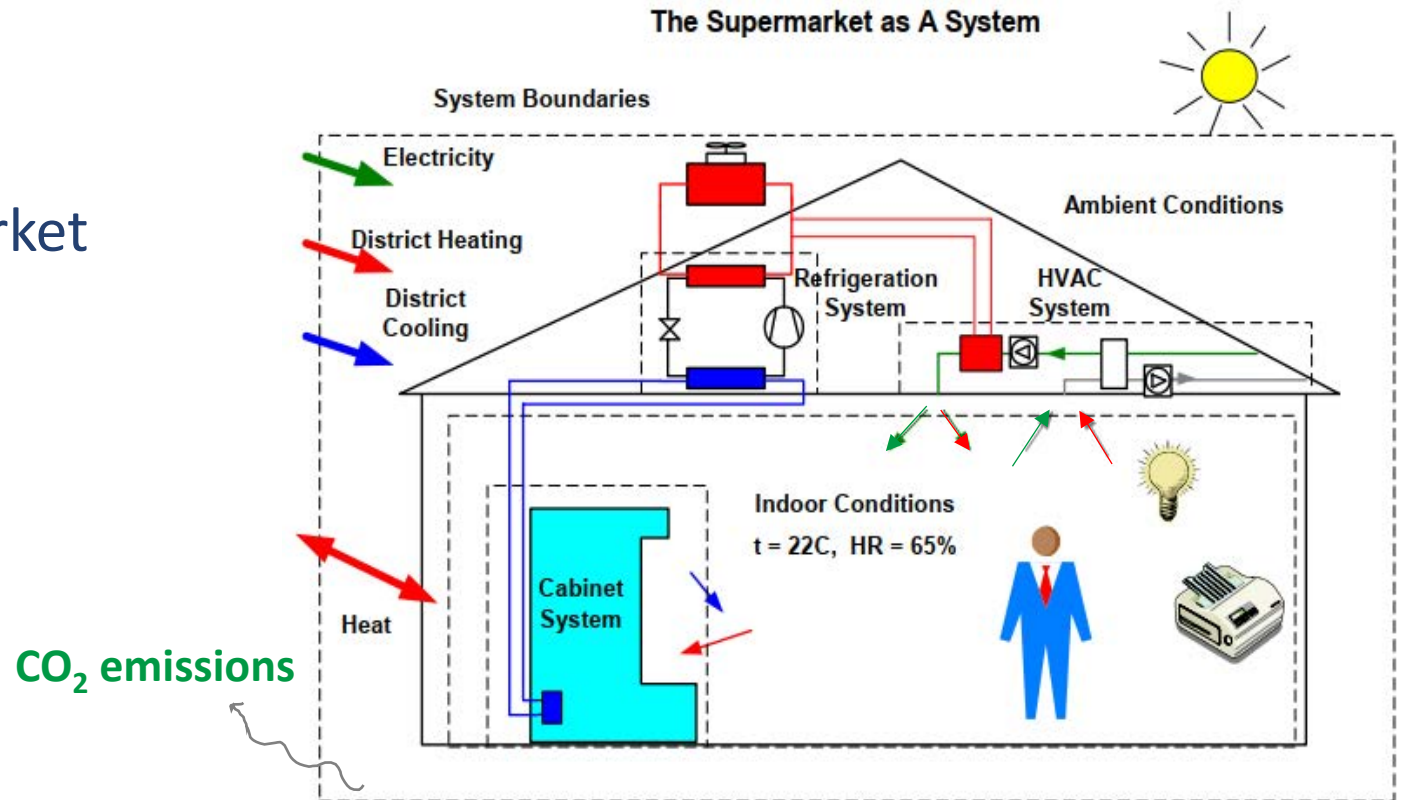 The Supermarket as A System
System Boundaries
Electricity
rket
District Heating
District
Cooling
Ambient Conditions
Refrigeration
System
HVAC
System
Indoor Conditions
t = 22C, HR = 65%
Cabinet
System
Heat
CO₂ emissions